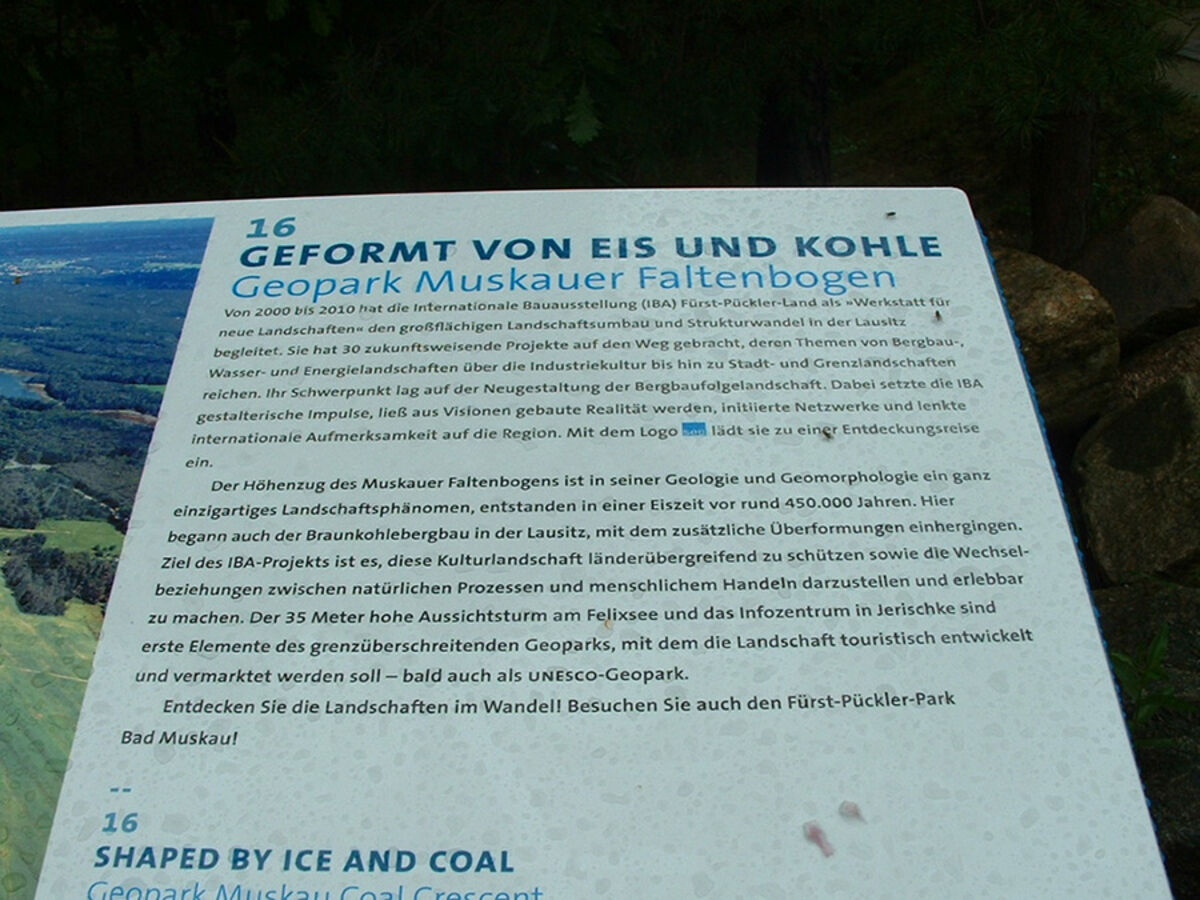 16
GEFORMT VON EIS UND KOHLE
Geopark Muskauer Faltenbogen
Von 2000 bis 2010 hat die Internationale Bauausstellung (IBA) Fürst-Pückler-Land als »Werkstatt für
neue Landschaften« den großflächigen Landschaftsumbau und Strukturwandel in der Lausitz
begleitet. Sie hat 30 zukunftsweisende Projekte auf den Weg gebracht, deren Themen von Bergbau-,
Wasser- und Energielandschaften über die Industriekultur bis hin zu Stadt- und Grenzlandschaften
reichen. Ihr Schwerpunkt lag auf der Neugestaltung der Bergbaufolgelandschaft. Dabei setzte die IBA
gestalterische Impulse, ließ aus Visionen gebaute Realität werden, initiierte Netzwerke und lenkte
internationale Aufmerksamkeit auf die Region. Mit dem Logo lädt sie zu einer Entdeckungsreise
ein.
Der Höhenzug des Muskauer Faltenbogens ist in seiner Geologie und Geomorphologie ein ganz
einzigartiges Landschaftsphänomen, entstanden in einer Eiszeit vor rund 450.000 Jahren. Hier
begann auch der Braunkohlebergbau in der Lausitz, mit dem zusätzliche Überformungen einhergingen.
Ziel des IBA-Projekts ist es, diese Kulturlandschaft länderübergreifend zu schützen sowie die Wechsel-
beziehungen zwischen natürlichen Prozessen und menschlichem Handeln darzustellen und erlebbar
zu machen. Der 35 Meter hohe Aussichtsturm am Felixsee und das Infozentrum in Jerischke sind
erste Elemente des grenzüberschreitenden Geoparks, mit dem die Landschaft touristisch entwickelt
und vermarktet werden soll – bald auch als UNESCO-Geopark.
Entdecken Sie die Landschaften im Wandel! Besuchen Sie auch den Fürst-Pückler-Park
Bad Muskau!
--
16
SHAPED BY ICE AND COAL
Geopark Muskau Coal Crescent